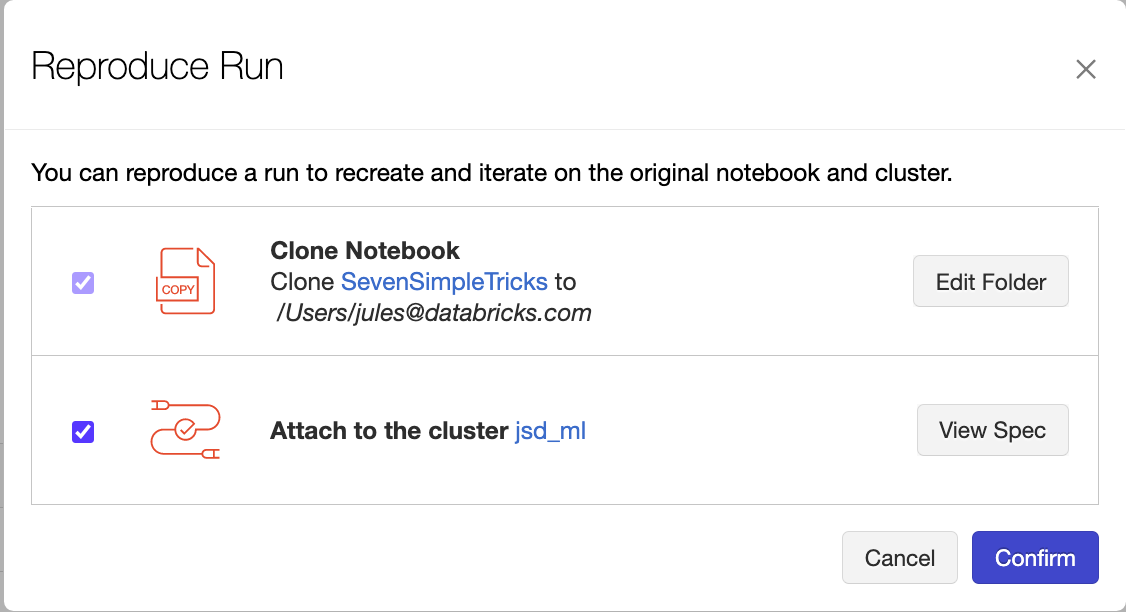 Reproduce Run
You can reproduce a run to recreate and iterate on the original notebook and cluster.
COPY
Clone Notebook
Clone SevenSimpleTricks to
/Users/jules@databricks.com
Edit Folder
Attach to the cluster jsd_ml
View Spec
Cancel
Confirm